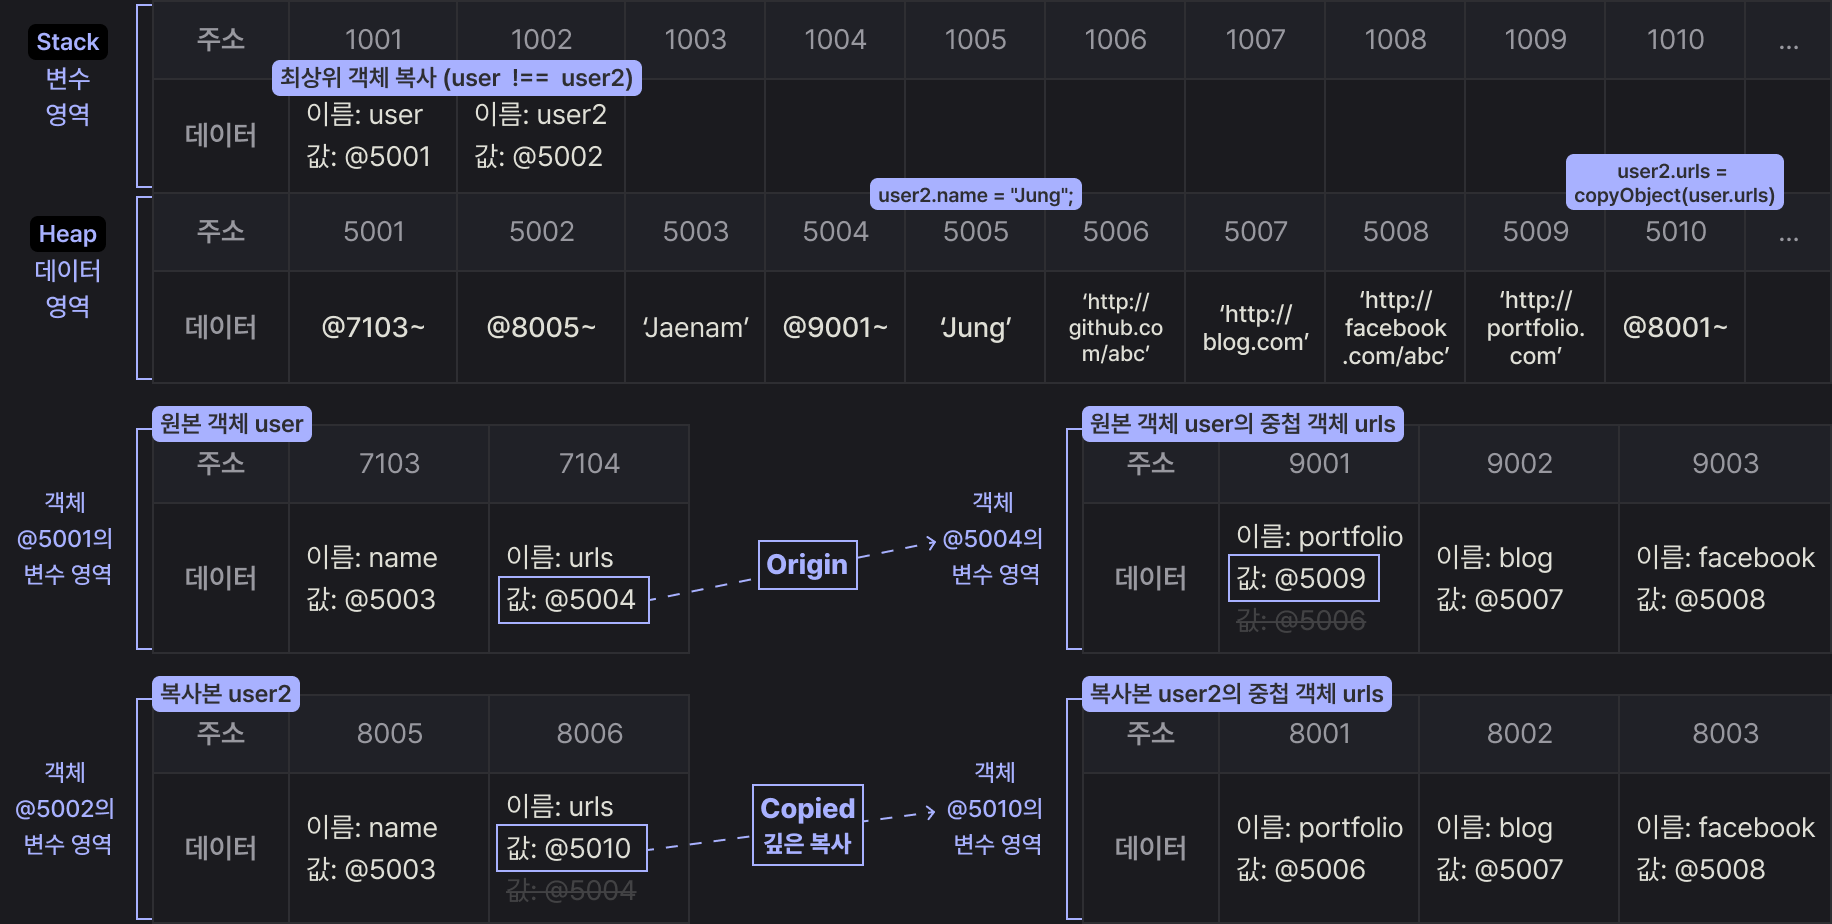 Stack
변수
영역
주소 1001 1002 1003 1004 1005 1006 1007 1008 1009 1010 ...
최상위 객체 복사 (user !== user2)
데이터
이름: user
값: @5001
이름: user2
값: @5002
user2.name = "Jung";
user2.urls =
copyObject(user.urls)
Heap
데이터
영역
주소 5001 5002 5003 5004 5005 5006 5007 5008 5009 5010 ...
데이터 @7103~ @8005~ ‘Jaenam’ @9001~ ‘Jung’
‘http://
github.co
m/abc’
‘http://
blog.com’
‘http://
facebook
.com/abc’
‘http://
portfolio.
com’
@8001~
원본 객체 user
객체
@5001의
변수 영역
주소 7103 7104
데이터
이름: name
값: @5003
이름: urls
값: @5004
Origin
원본 객체 user의 중첩 객체 urls
객체
@5004의
변수 영역
주소 9001 9002 9003
데이터
이름: portfolio
값: @5009
값: @5006
이름: blog
값: @5007
이름: facebook
값: @5008
복사본 user2
객체
@5002의
변수 영역
주소 8005 8006
데이터
이름: name
값: @5003
이름: urls
값: @5010
값: @5004
Copied
깊은 복사
복사본 user2의 중첩 객체 urls
객체
@5010의
변수 영역
주소 8001 8002 8003
데이터
이름: portfolio
값: @5006
이름: blog
값: @5007
이름: facebook
값: @5008